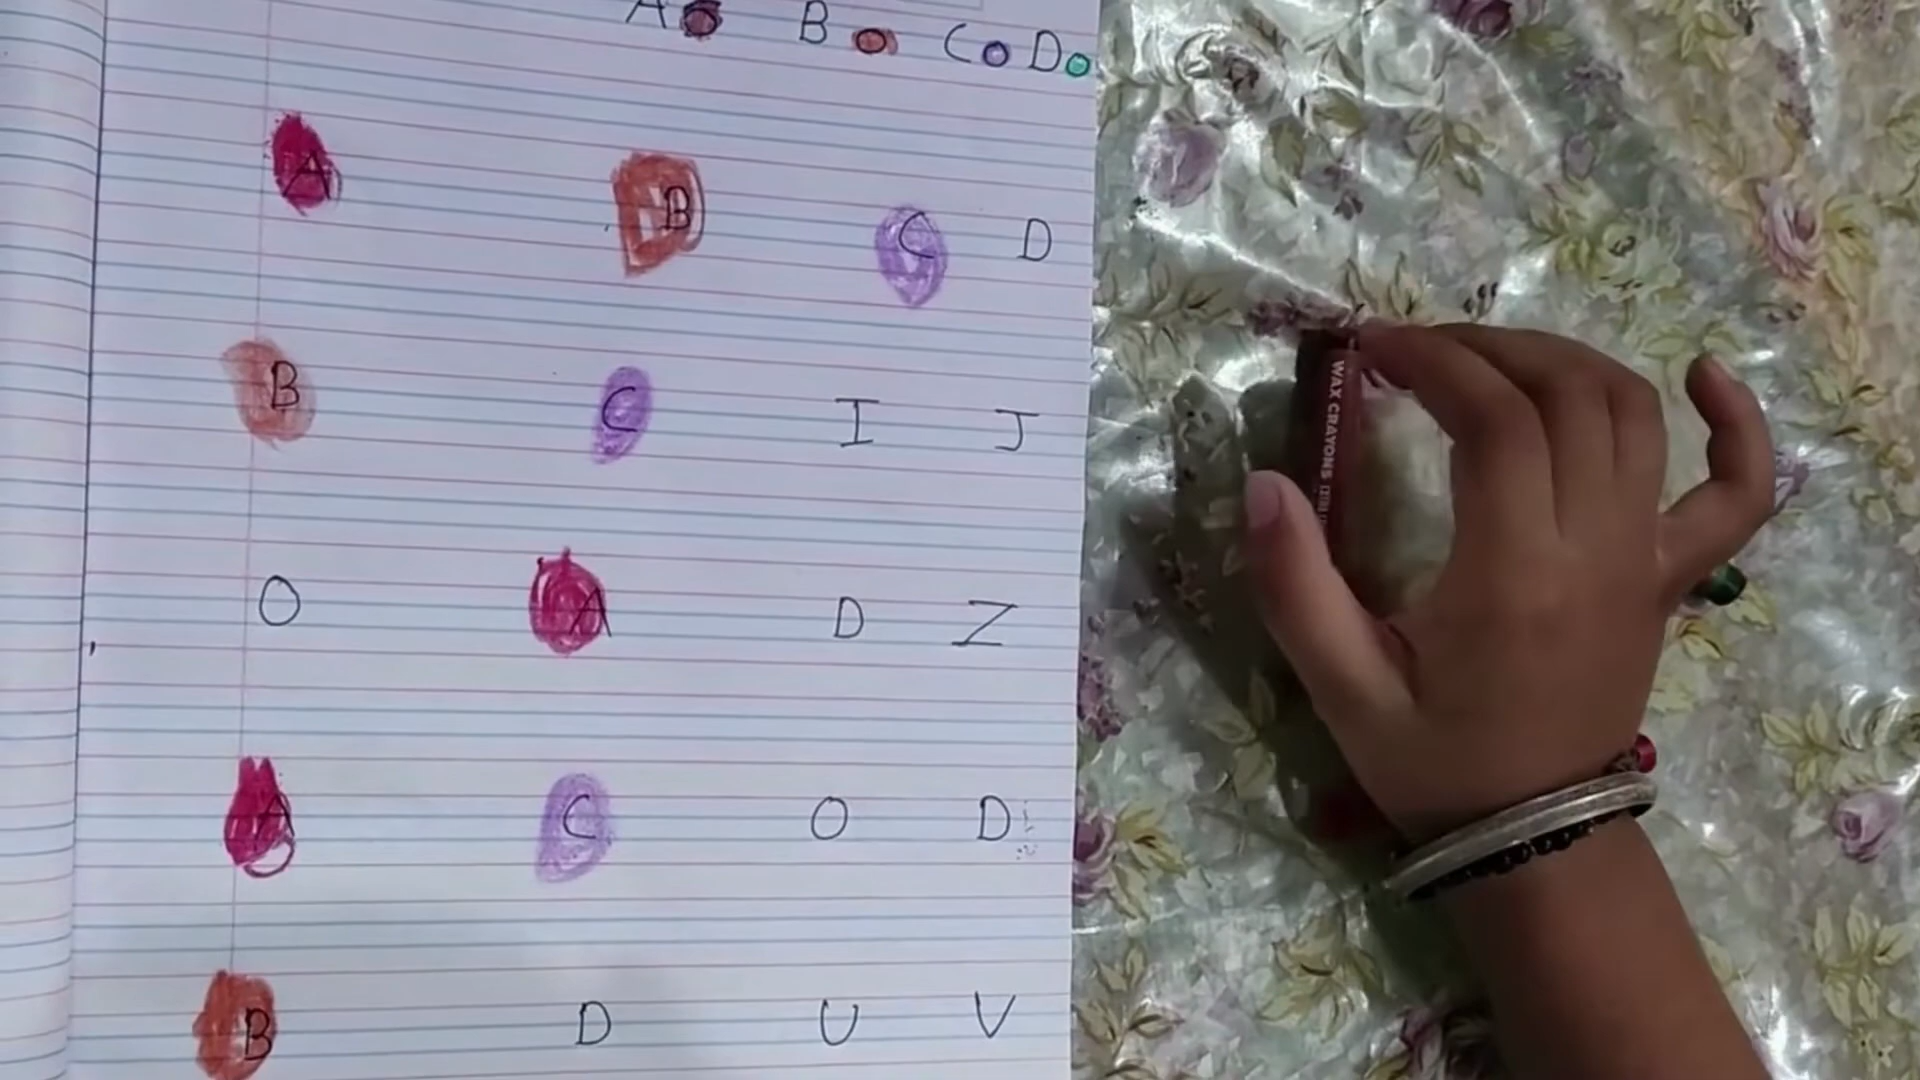 A B C D
A B C D
B C I J
O A D Z
A C O D
B D U V
WAX CRAYONS